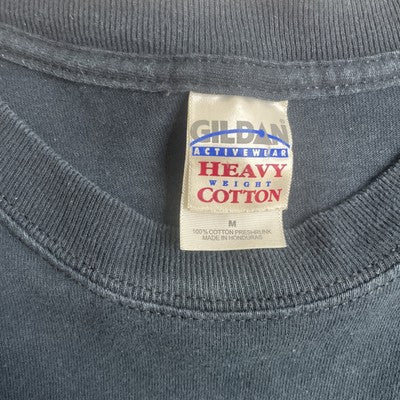 GILDAN
ACTIVEWEAR
HEAVY
WEIGHT
COTTON
M
100% COTTON PRESHRUNK
MADE IN HONDURAS